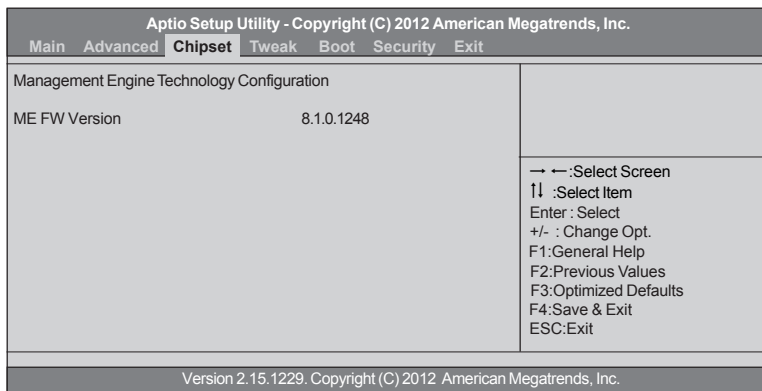 Aptio Setup Utility - Copyright (C) 2012 American Megatrends, Inc.
Main Advanced Chipset Tweak Boot Security Exit
Management Engine Technology Configuration
ME FW Version 8.1.0.1248
→ ←:Select Screen
↑↓ :Select Item
Enter : Select
+/- : Change Opt.
F1:General Help
F2:Previous Values
F3:Optimized Defaults
F4:Save & Exit
ESC:Exit
Version 2.15.1229. Copyright (C) 2012 American Megatrends, Inc.